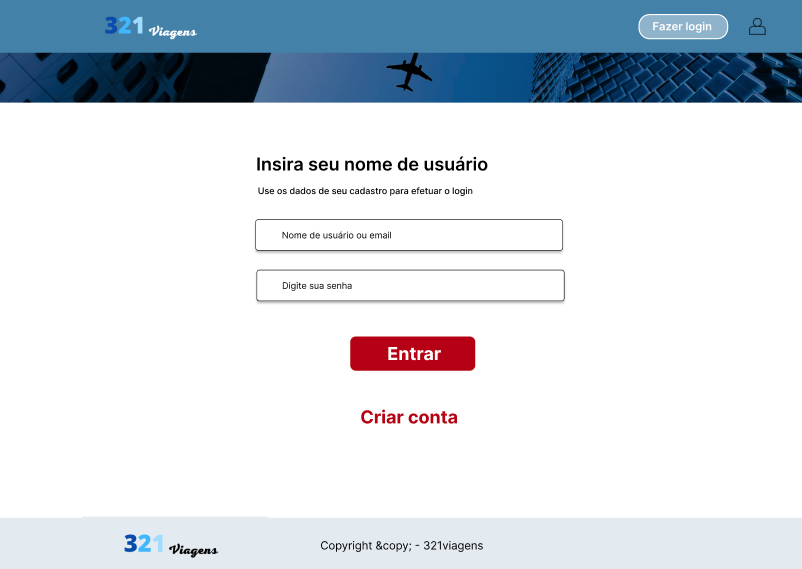 321 Viagens
Fazer login
Insira seu nome de usuário
Use os dados de seu cadastro para efetuar o login
Nome de usuário ou email
Digite sua senha
Entrar
Criar conta
321 Viagens
Copyright &copy; - 321viagens